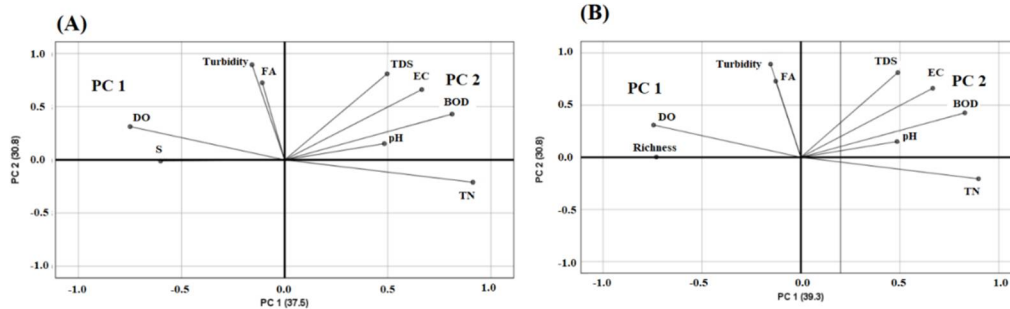 (A)
1.0
Turbidity
FA
TDS
PC 1
EC
PC 2
0.5
BOD
DO
pH
S
0.0
TN
PC 2 (30.8)
-0.5
-1.0
-1.0
-0.5
0.0
0.5
1.0
PC 1 (37.5)
(B)
1.0
Turbidity
FA
TDS
PC 1
EC
PC 2
0.5
BOD
DO
pH
Richness
0.0
TN
PC 2 (30.8)
-0.5
-1.0
-1.0
-0.5
0.0
0.5
1.0
PC 1 (39.3)